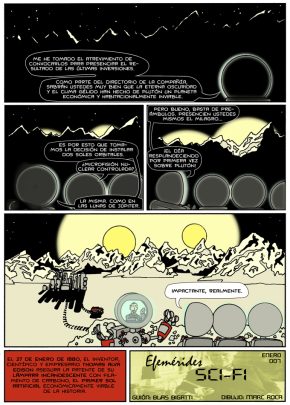 ME HE TOMADO EL ATREVIMIENTO DE
CONVOCARLOS PARA PRESENCIAR EL RE-
SULTADO DE LAS ÚLTIMAS INVERSIONES.
COMO PARTE DEL DIRECTORIO DE LA COMPAÑÍA,
SABRÁN USTEDES MUY BIEN QUE LA ETERNA OSCURIDAD
Y EL CLIMA GÉLIDO HAN HECHO DE PLUTÓN UN PLANETA
ECONÓMICA Y HABITACIONALMENTE INVIABLE.
ES POR ESTO QUE TOMA-
MOS LA DECISIÓN DE INSTALAR
DOS SOLES ORBITALES.
¿MICROFISIÓN NU-
CLEAR CONTROLADA?
LA MISMA. COMO EN
LAS LUNAS DE JÚPITER.
PERO BUENO, BASTA DE PRE-
ÁMBULOS. PRESENCIEN USTEDES
MISMOS EL MILAGRO...
¡EL DÍA
RESPLANDECIENDO
POR PRIMERA
VEZ SOBRE
PLUTÓN!
IMPACTANTE, REALMENTE.
EL 27 DE ENERO DE 1880, EL INVENTOR,
CIENTÍFICO Y EMPRESARIO THOMAS ALVA
EDISON ASEGURA LA PATENTE DE SU
LÁMPARA INCANDESCENTE CON FILA-
MENTO DE CARBONO, EL PRIMER SOL
ARTIFICIAL ECONÓMICAMENTE VIABLE
DE LA HISTORIA.
Efemérides
SCI-FI
ENERO
007
GUIÓN: BLAS BIGATTI
DIBUJO: MARC ROCA